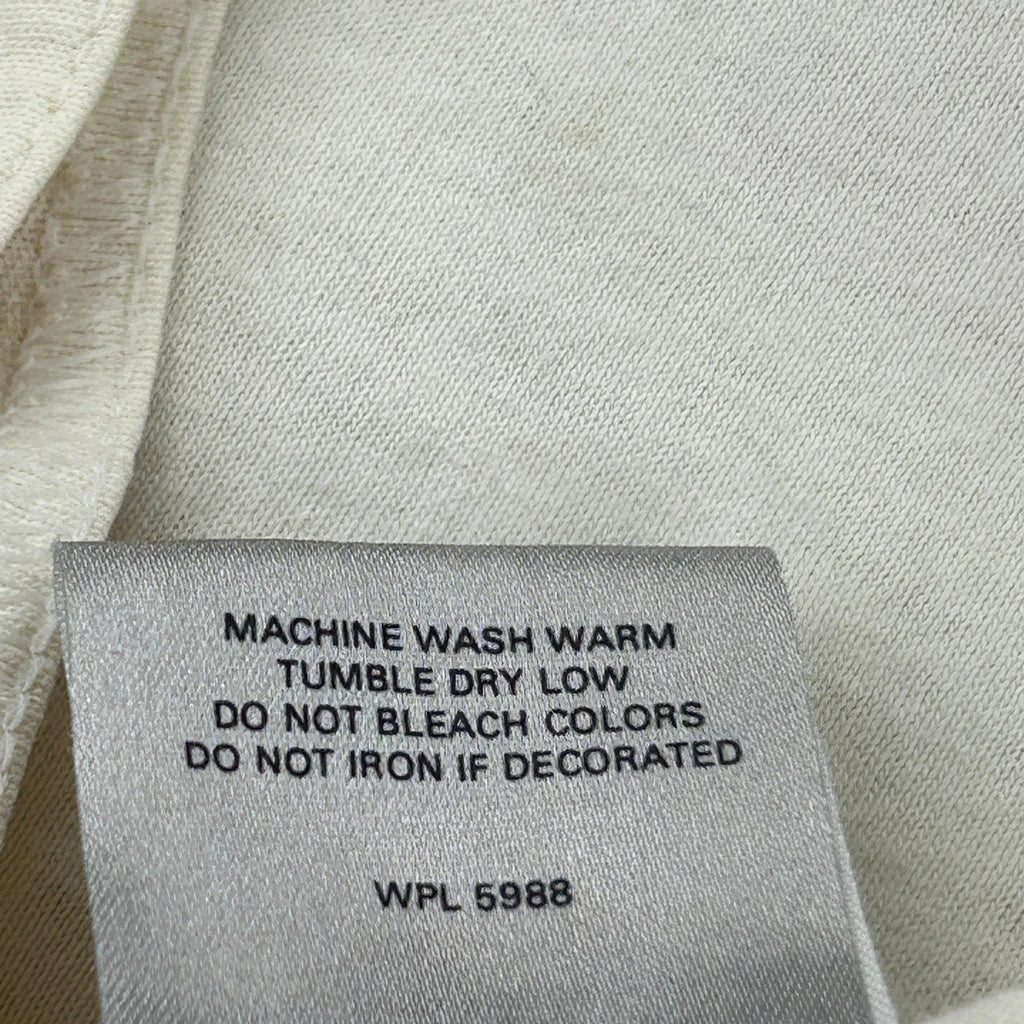 MACHINE WASH WARM
TUMBLE DRY LOW
DO NOT BLEACH COLORS
DO NOT IRON IF DECORATED
WPL 5988